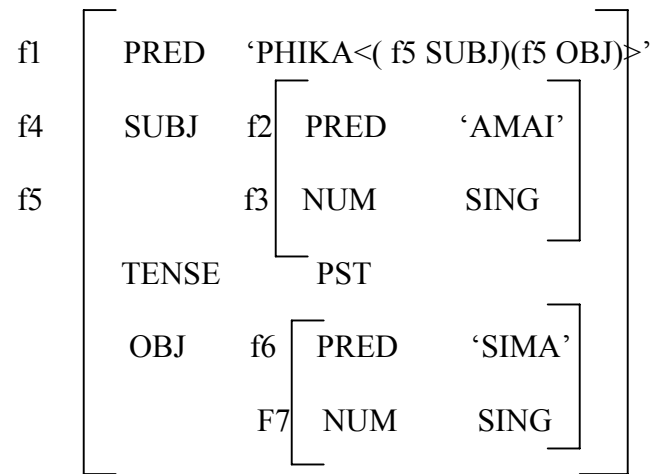 f1 PRED ‘PHIKA<( f5 SUBJ)(f5 OBJ)>’
f4 SUBJ f2 PRED ‘AMAI’
f5 f3 NUM SING
TENSE PST
OBJ f6 PRED ‘SIMA’
F7 NUM SING